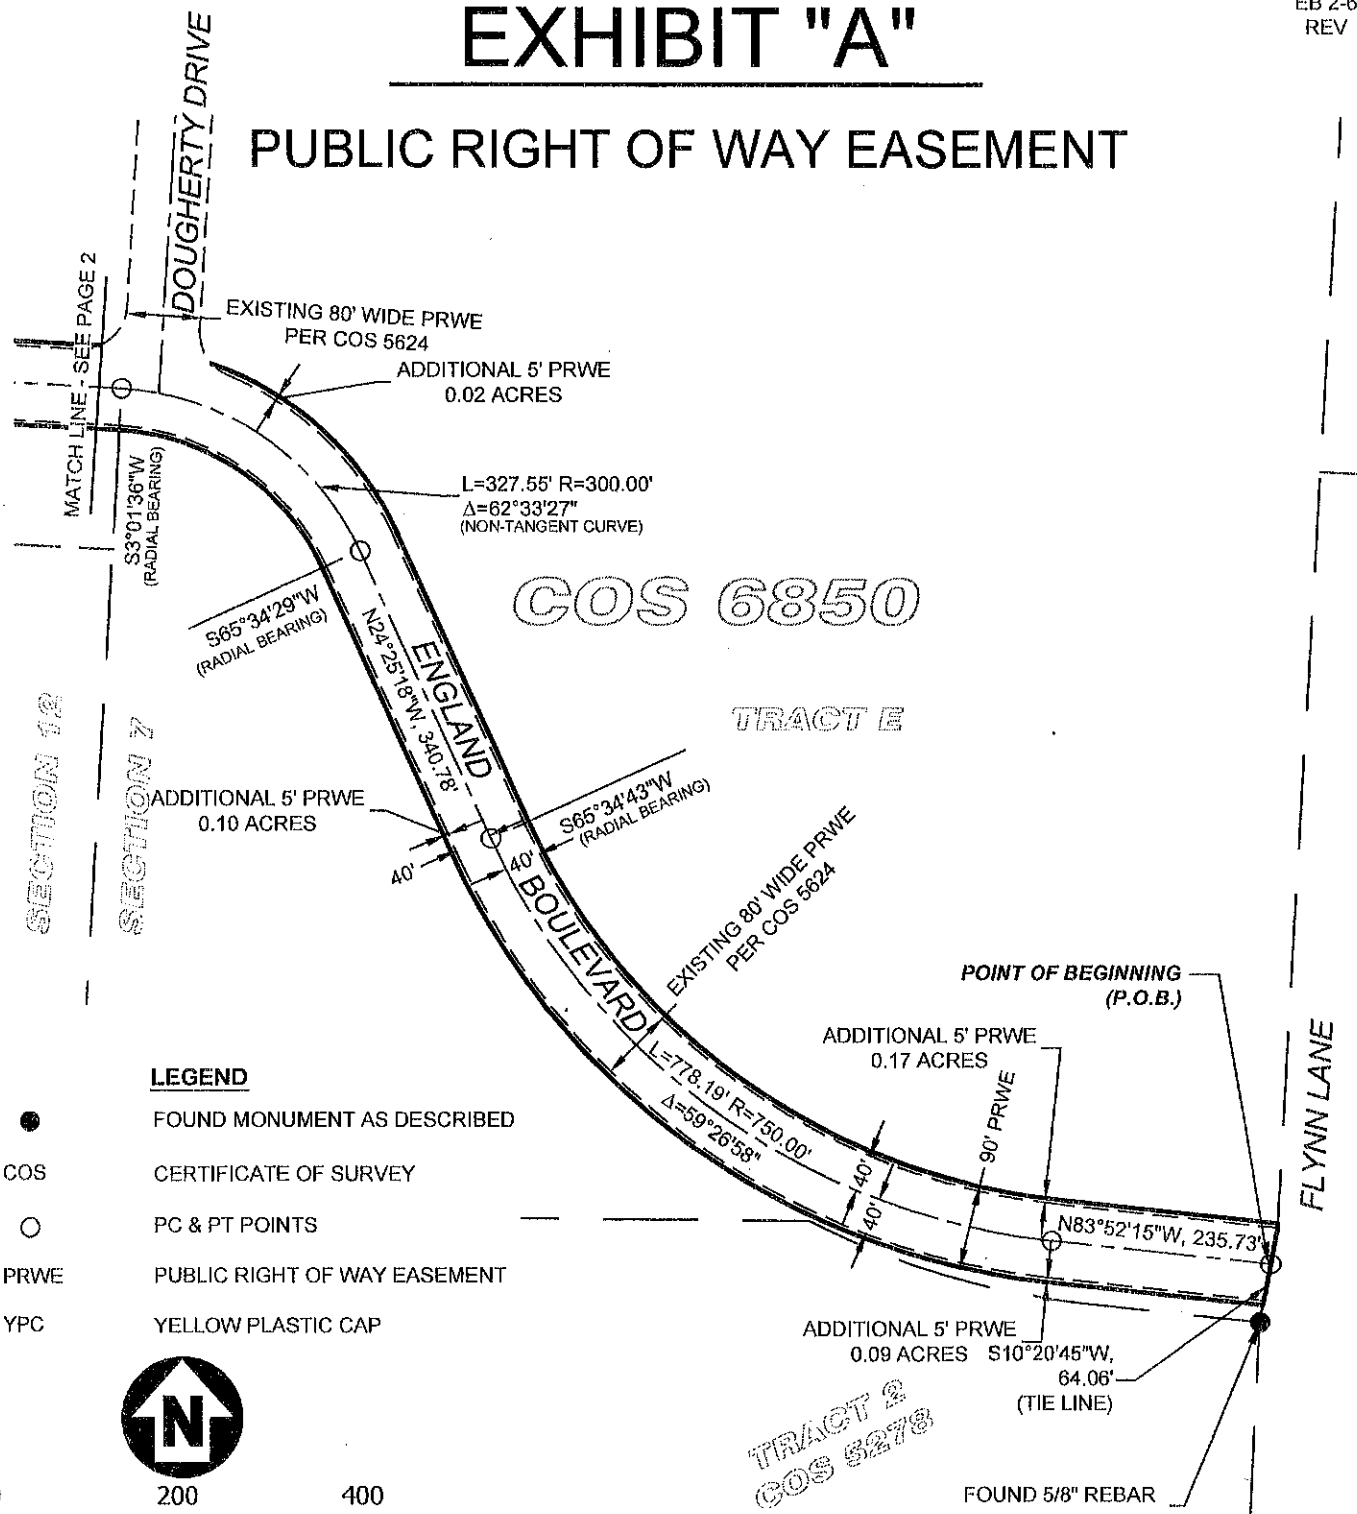 EXHIBIT "A"
EB 2-6
REV
PUBLIC RIGHT OF WAY EASEMENT
DOUGHERTY DRIVE
MATCH LINE - SEE PAGE 2
EXISTING 80' WIDE PRWE
PER COS 5624
ADDITIONAL 5' PRWE
0.02 ACRES
S3°01'36"W
(RADIAL BEARING)
L=327.55' R=300.00'
Δ=62°33'27"
(NON-TANGENT CURVE)
COS 6850
S65°34'29"W
(RADIAL BEARING)
N24°25'18"W, 340.78'
ENGLAND
BOULEVARD
TRACT E
SECTION 12
SECTION 7
ADDITIONAL 5' PRWE
0.10 ACRES
S65°34'43"W
(RADIAL BEARING)
40'
40'
EXISTING 80' WIDE PRWE
PER COS 5624
POINT OF BEGINNING
(P.O.B.)
ADDITIONAL 5' PRWE
0.17 ACRES
FLYNN LANE
L=778.19' R=750.00'
Δ=59°26'58"
90' PRWE
40'
40'
N83°52'15"W, 235.73'
ADDITIONAL 5' PRWE
0.09 ACRES
S10°20'45"W,
64.06'
(TIE LINE)
TRACT 2
COS 5278
FOUND 5/8" REBAR
LEGEND
FOUND MONUMENT AS DESCRIBED
COS CERTIFICATE OF SURVEY
PC & PT POINTS
PRWE PUBLIC RIGHT OF WAY EASEMENT
YPC YELLOW PLASTIC CAP
N
200 400